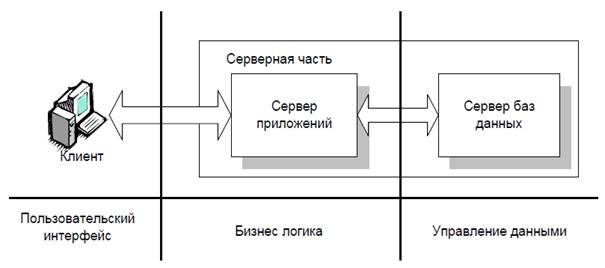 Серверная часть
Сервер
приложений
Сервер баз
данных
Клиент
Пользовательский
интерфейс
Бизнес логика
Управление данными